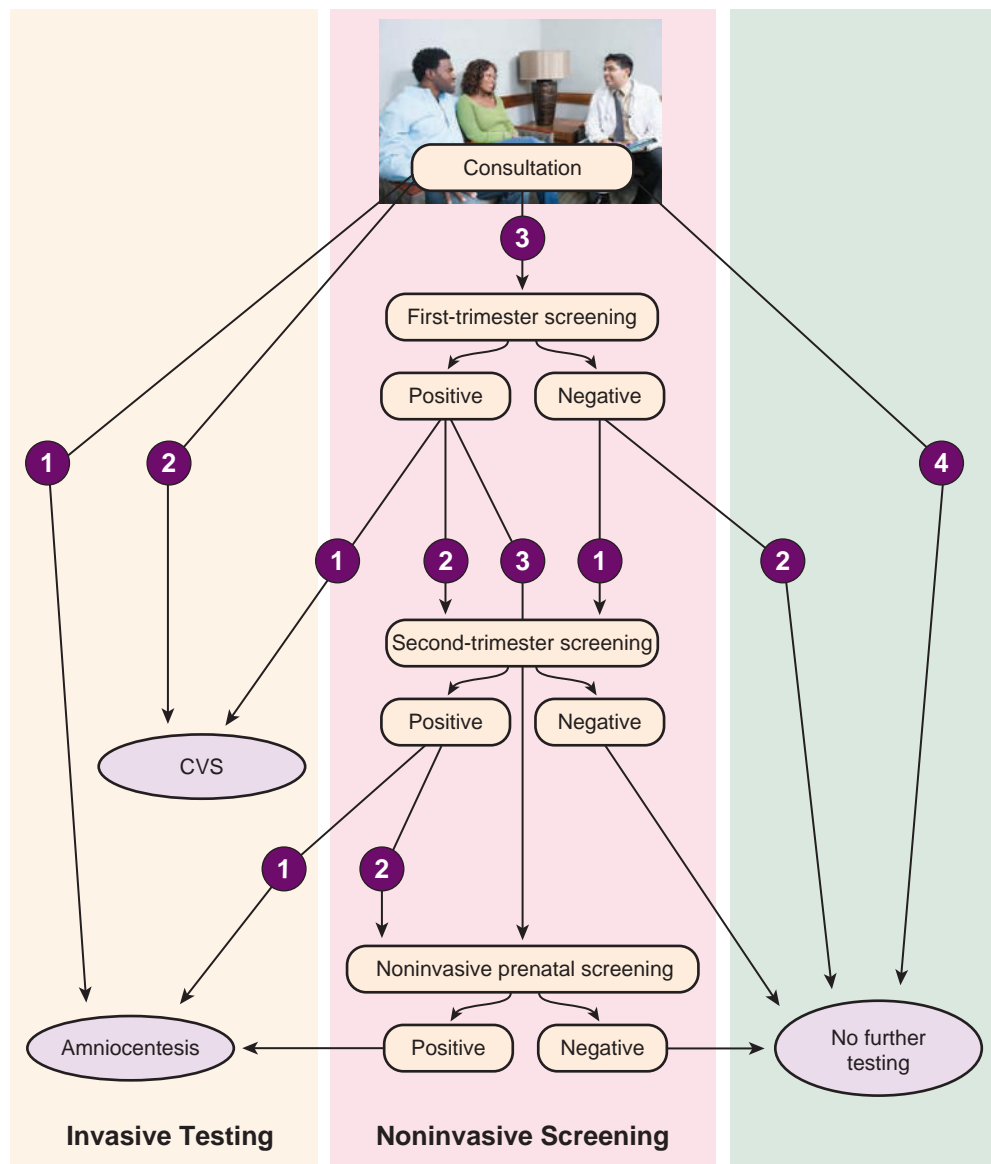 Consultation
3
First-trimester screening
Positive
Negative
1
2
4
1
2
3
1
2
Second-trimester screening
Positive
Negative
CVS
1
2
Noninvasive prenatal screening
Amniocentesis
Positive
Negative
No further
testing
Invasive Testing
Noninvasive Screening